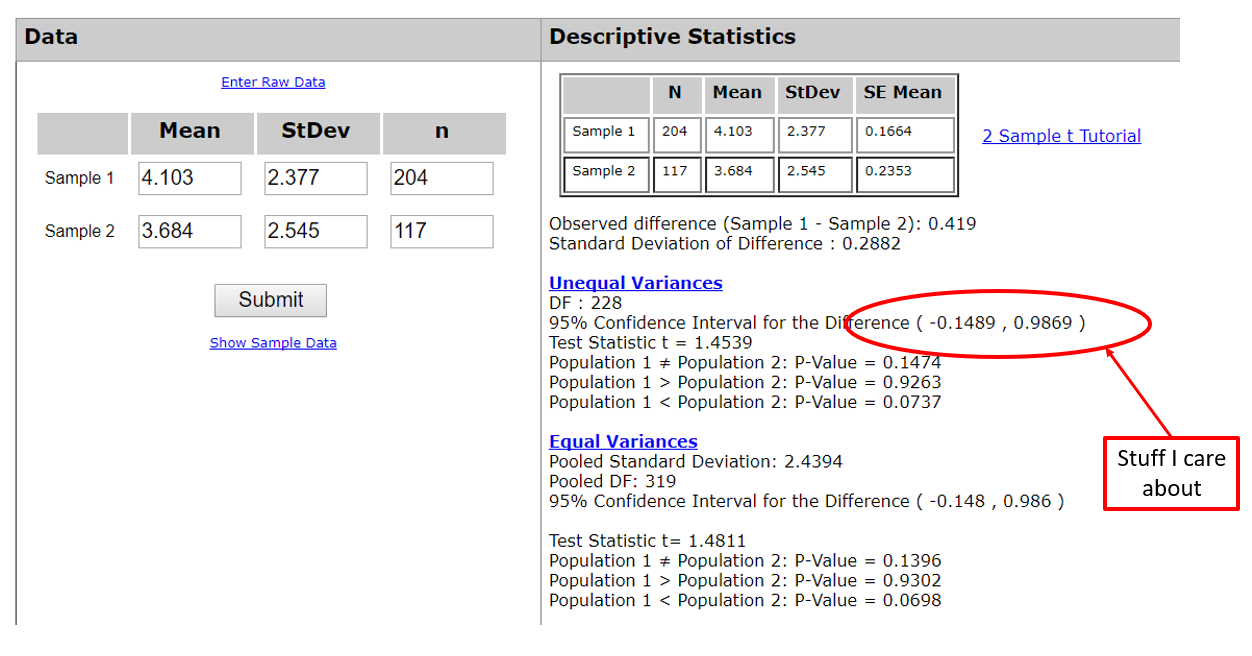 Data
Enter Raw Data
Mean StDev n
Sample 1 4.103 2.377 204
Sample 2 3.684 2.545 117
Submit
Show Sample Data
Descriptive Statistics
N Mean StDev SE Mean
Sample 1 204 4.103 2.377 0.1664
Sample 2 117 3.684 2.545 0.2353
2 Sample t Tutorial
Observed difference (Sample 1 - Sample 2): 0.419
Standard Deviation of Difference : 0.2882
Unequal Variances
DF : 228
95% Confidence Interval for the Difference ( -0.1489 , 0.9869 )
Test Statistic t = 1.4539
Population 1 ≠ Population 2: P-Value = 0.1474
Population 1 > Population 2: P-Value = 0.9263
Population 1 < Population 2: P-Value = 0.0737
Equal Variances
Pooled Standard Deviation: 2.4394
Pooled DF: 319
95% Confidence Interval for the Difference ( -0.148 , 0.986 )
Test Statistic t= 1.4811
Population 1 ≠ Population 2: P-Value = 0.1396
Population 1 > Population 2: P-Value = 0.9302
Population 1 < Population 2: P-Value = 0.0698
Stuff I care
about